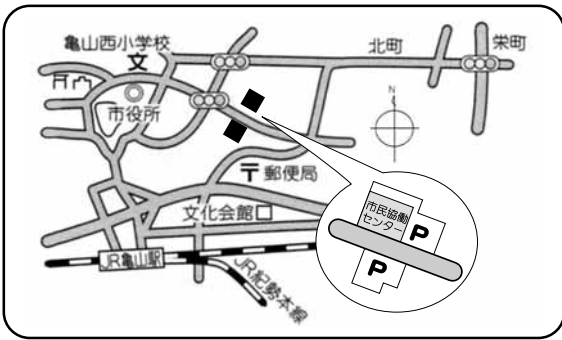 亀山西小学校
文
北町
栄町
市役所
N
〒郵便局
文化会館
市民協働
センター
P
P
JR亀山駅
JR紀勢本線